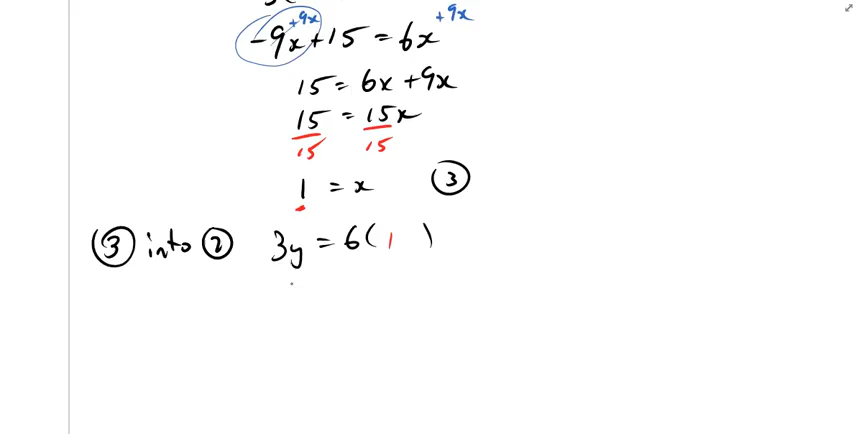 -9x +9x +15 = 6x +9x
15 = 6x + 9x
15 = 15x
15 15
1 = x ③
③ into ② 3y = 6( 1 )